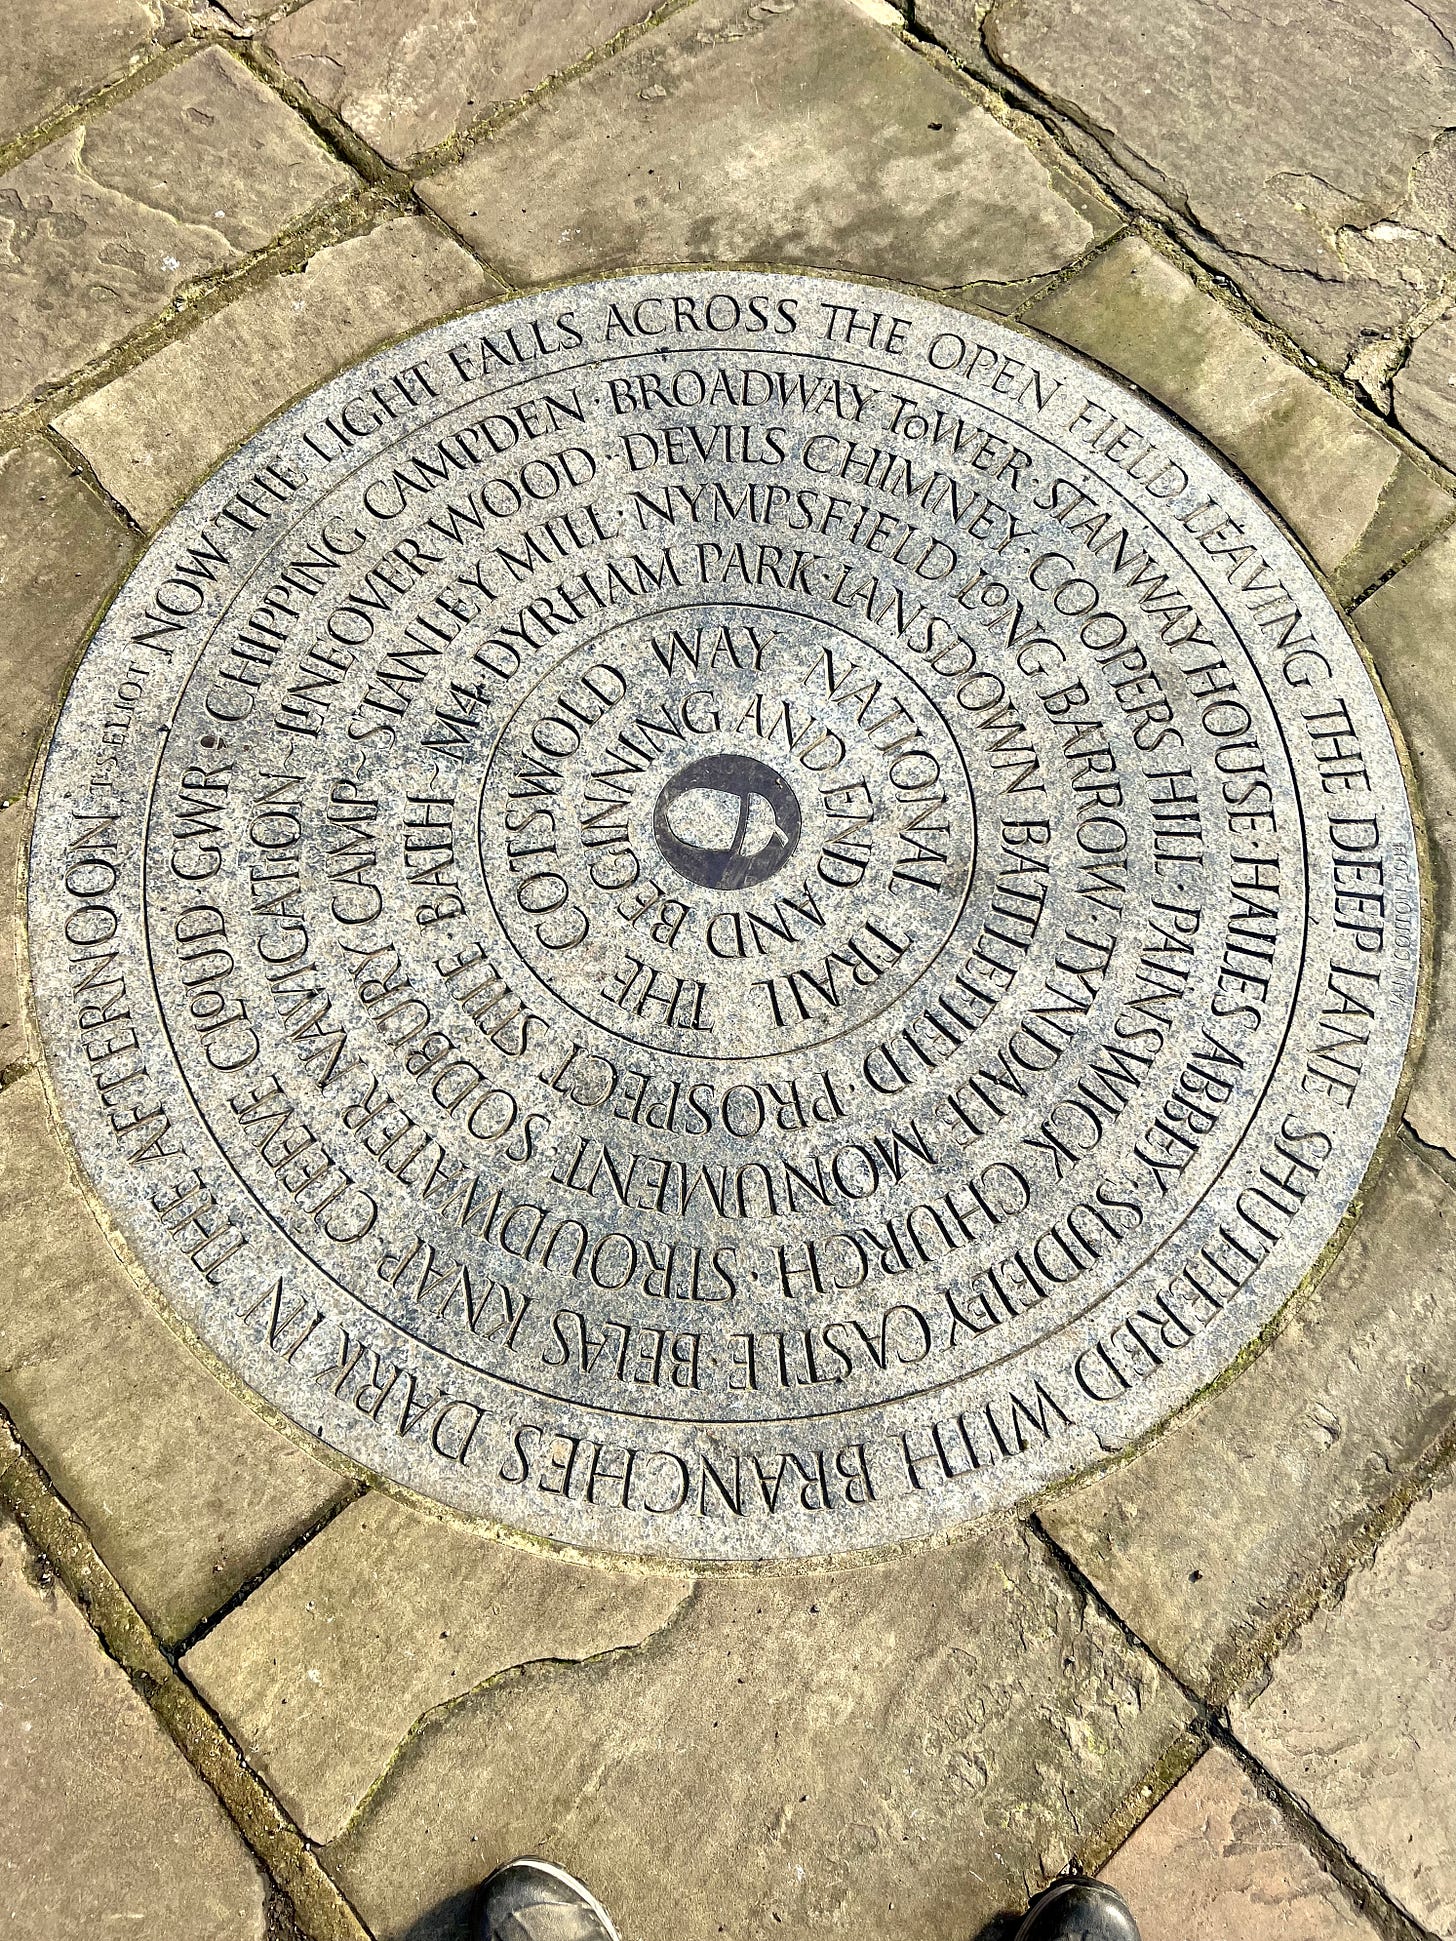 NOW THE LIGHT FALLS ACROSS THE OPEN FIELD LEAVING THE DEEP LANE SHUTTERED WITH BRANCHES DARK IN THE AFTERNOON T·S·ELIOT
CHIPPING CAMPDEN·BROADWAY TOWER·STANWAY HOUSE·HAILES ABBEY·SUDELEY CASTLE·BELAS KNAP·CLEEVE CLOUD·GWR·
LINEOVER WOOD·DEVILS CHIMNEY·COOPERS HILL·PAINSWICK CHURCH·STROUDWATER NAVIGATION~
STANLEY MILL·NYMPSFIELD LONG BARROW·TYNDALE MONUMENT·SODBURY CAMP~
M4·DYRHAM PARK·LANSDOWN BATTLEFIELD·PROSPECT STILE·BATH~
COTSWOLD WAY NATIONAL TRAIL THE
BEGINNING AND END AND
IAIN COTTON 2014